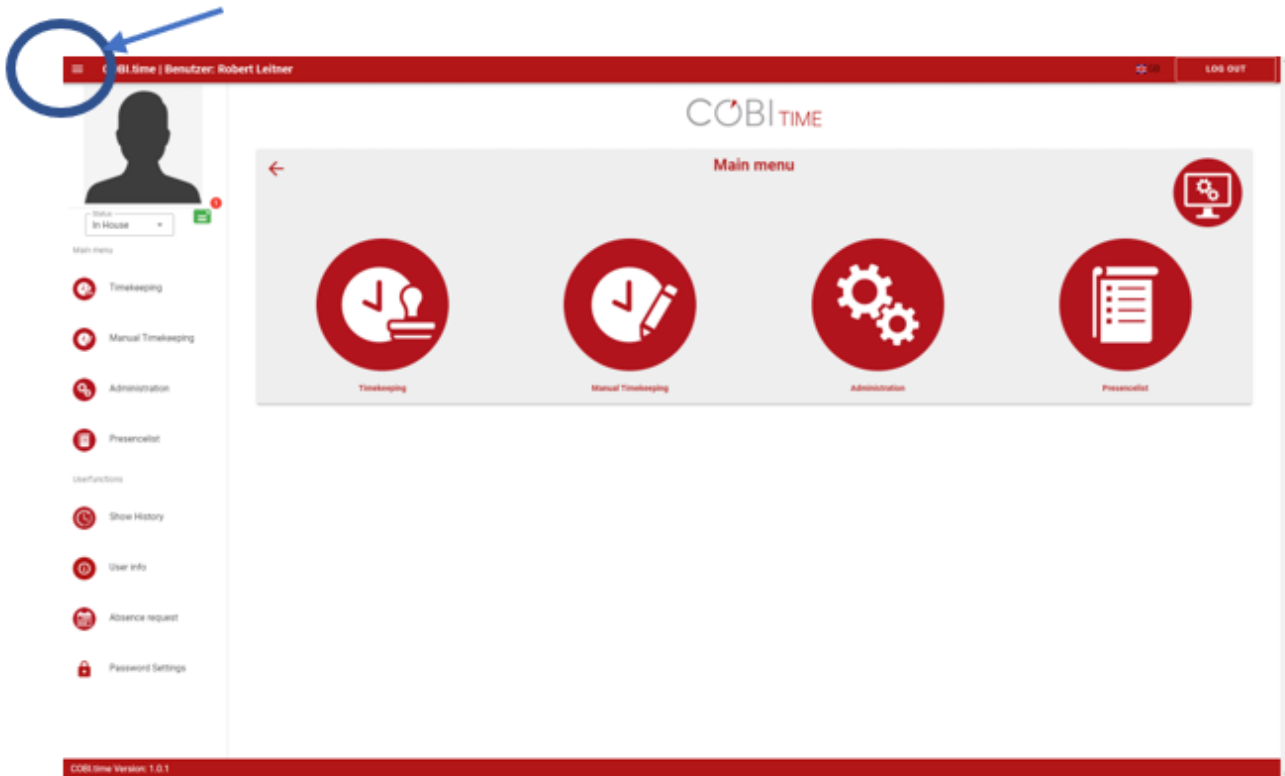 COBI.time | Benutzer: Robert Leitner
GB
LOG OUT
COBI TIME
Main menu
1
Status
In House
Main menu
Timekeeping
Manual Timekeeping
Administration
Presencelist
Timekeeping
Manual Timekeeping
Administration
Presencelist
Userfunctions
Show History
User info
Absence request
Password Settings
COBI.time Version: 1.0.1